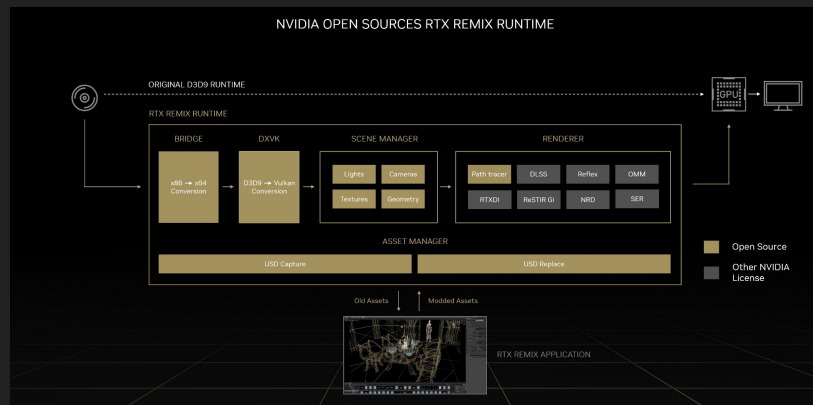 NVIDIA OPEN SOURCES RTX REMIX RUNTIME
ORIGINAL D3D9 RUNTIME
GPU
RTX REMIX RUNTIME
BRIDGE
DXVK
SCENE MANAGER
RENDERER
x86 → x64
Conversion
D3D9 → Vulkan
Conversion
Lights
Cameras
Textures
Geometry
Path tracer
DLSS
Reflex
OMM
RTXDI
ReSTIR GI
NRD
SER
ASSET MANAGER
USD Capture
USD Replace
Open Source
Other NVIDIA
License
Old Assets
Modded Assets
RTX REMIX APPLICATION